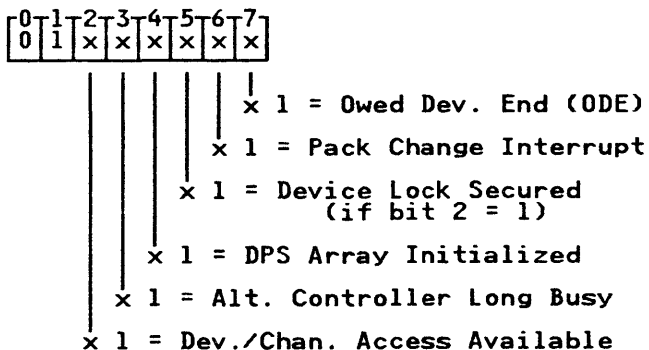 0 1 2 3 4 5 6 7
0 1 x x x x x x
x 1 = Owed Dev. End (ODE)
x 1 = Pack Change Interrupt
x 1 = Device Lock Secured
(if bit 2 = 1)
x 1 = DPS Array Initialized
x 1 = Alt. Controller Long Busy
x 1 = Dev./Chan. Access Available